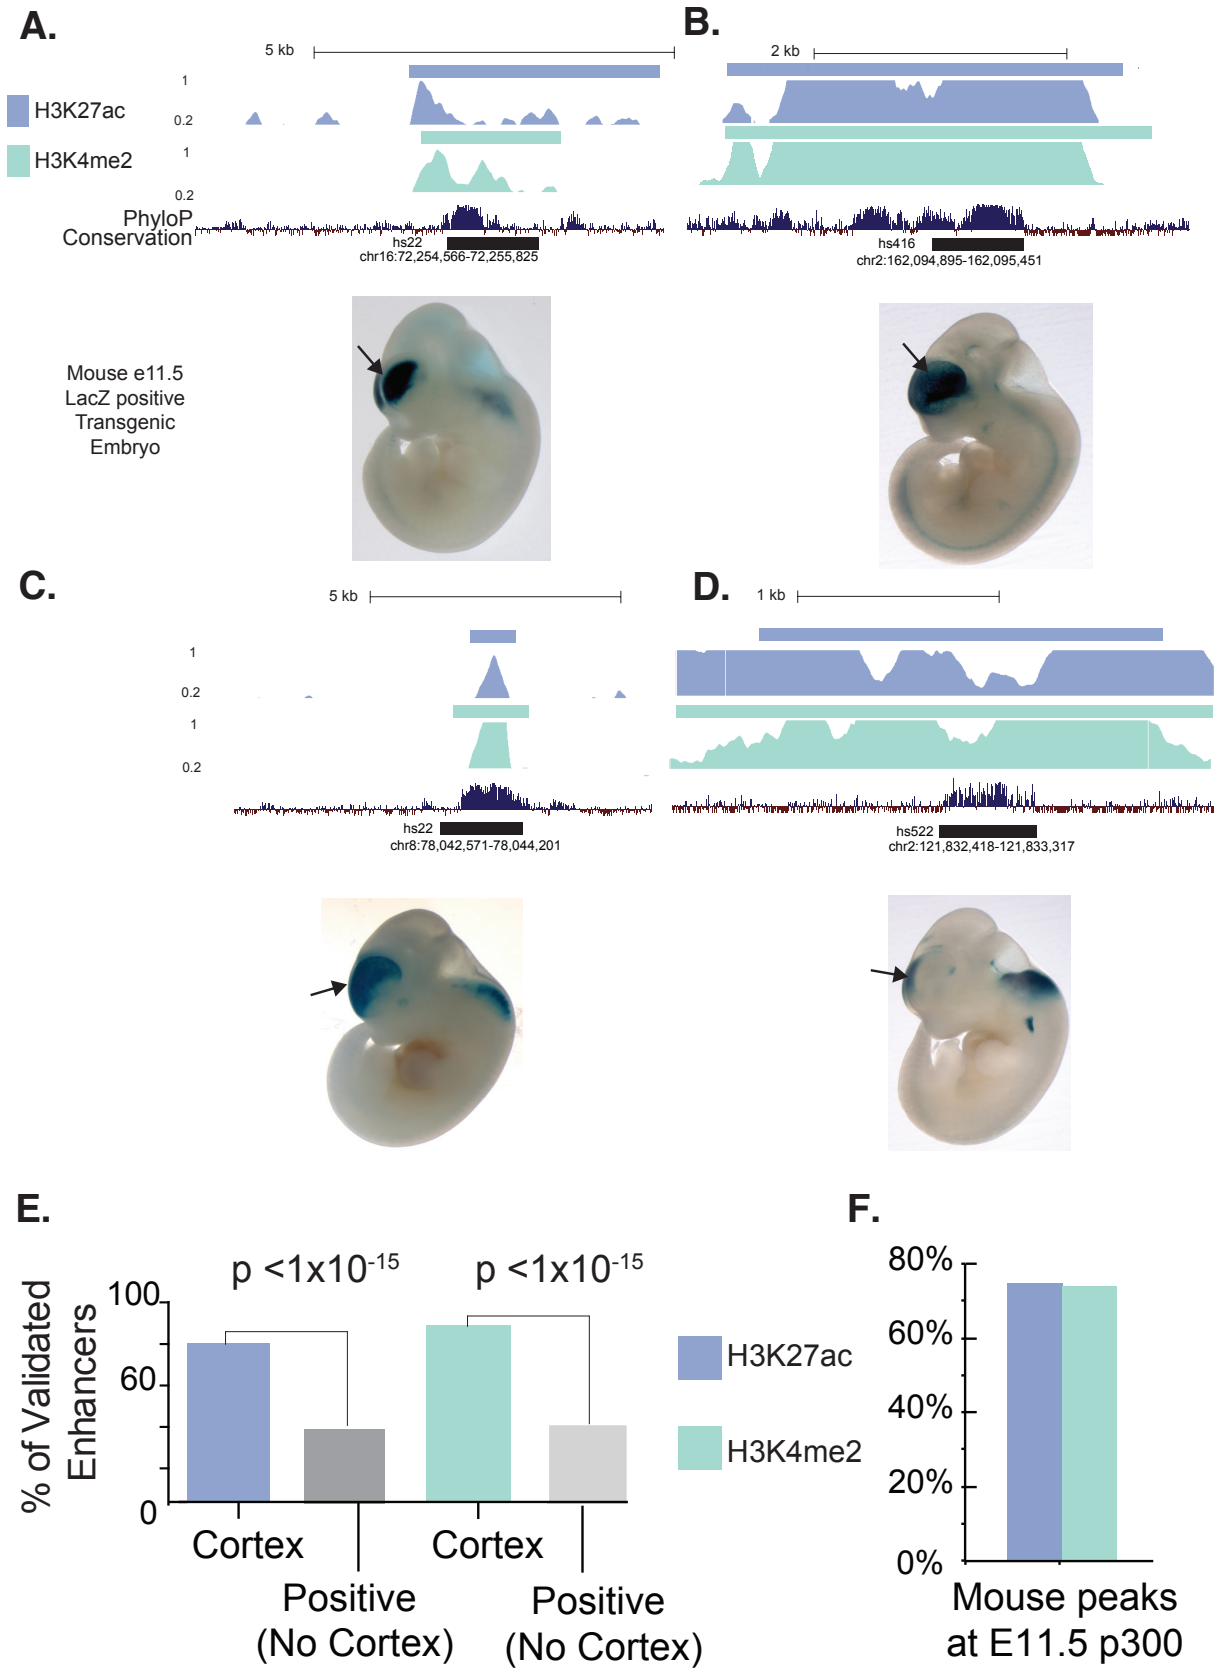 A.
5 kb
H3K27ac
1
0.2
H3K4me2
1
0.2
PhyloP
Conservation
hs22
chr16:72,254,566-72,255,825
B.
2 kb
hs416
chr2:162,094,895-162,095,451
Mouse e11.5
LacZ positive
Transgenic
Embryo
C.
5 kb
1
0.2
1
0.2
hs22
chr8:78,042,571-78,044,201
D.
1 kb
hs522
chr2:121,832,418-121,833,317
E.
p <1x10-15
p <1x10-15
% of Validated
Enhancers
100
60
0
Cortex
Positive
(No Cortex)
Cortex
Positive
(No Cortex)
H3K27ac
H3K4me2
F.
80%
60%
40%
20%
0%
Mouse peaks
at E11.5 p300